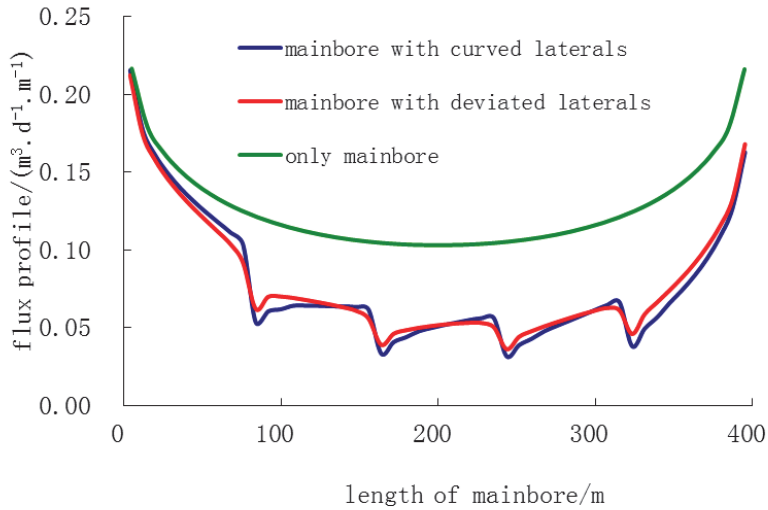 0.25
mainbore with curved laterals
0.20
mainbore with deviated laterals
only mainbore
0.15
0.10
0.05
0.00
flux profile/(m³.d⁻¹.m⁻¹)
0 100 200 300 400
length of mainbore/m